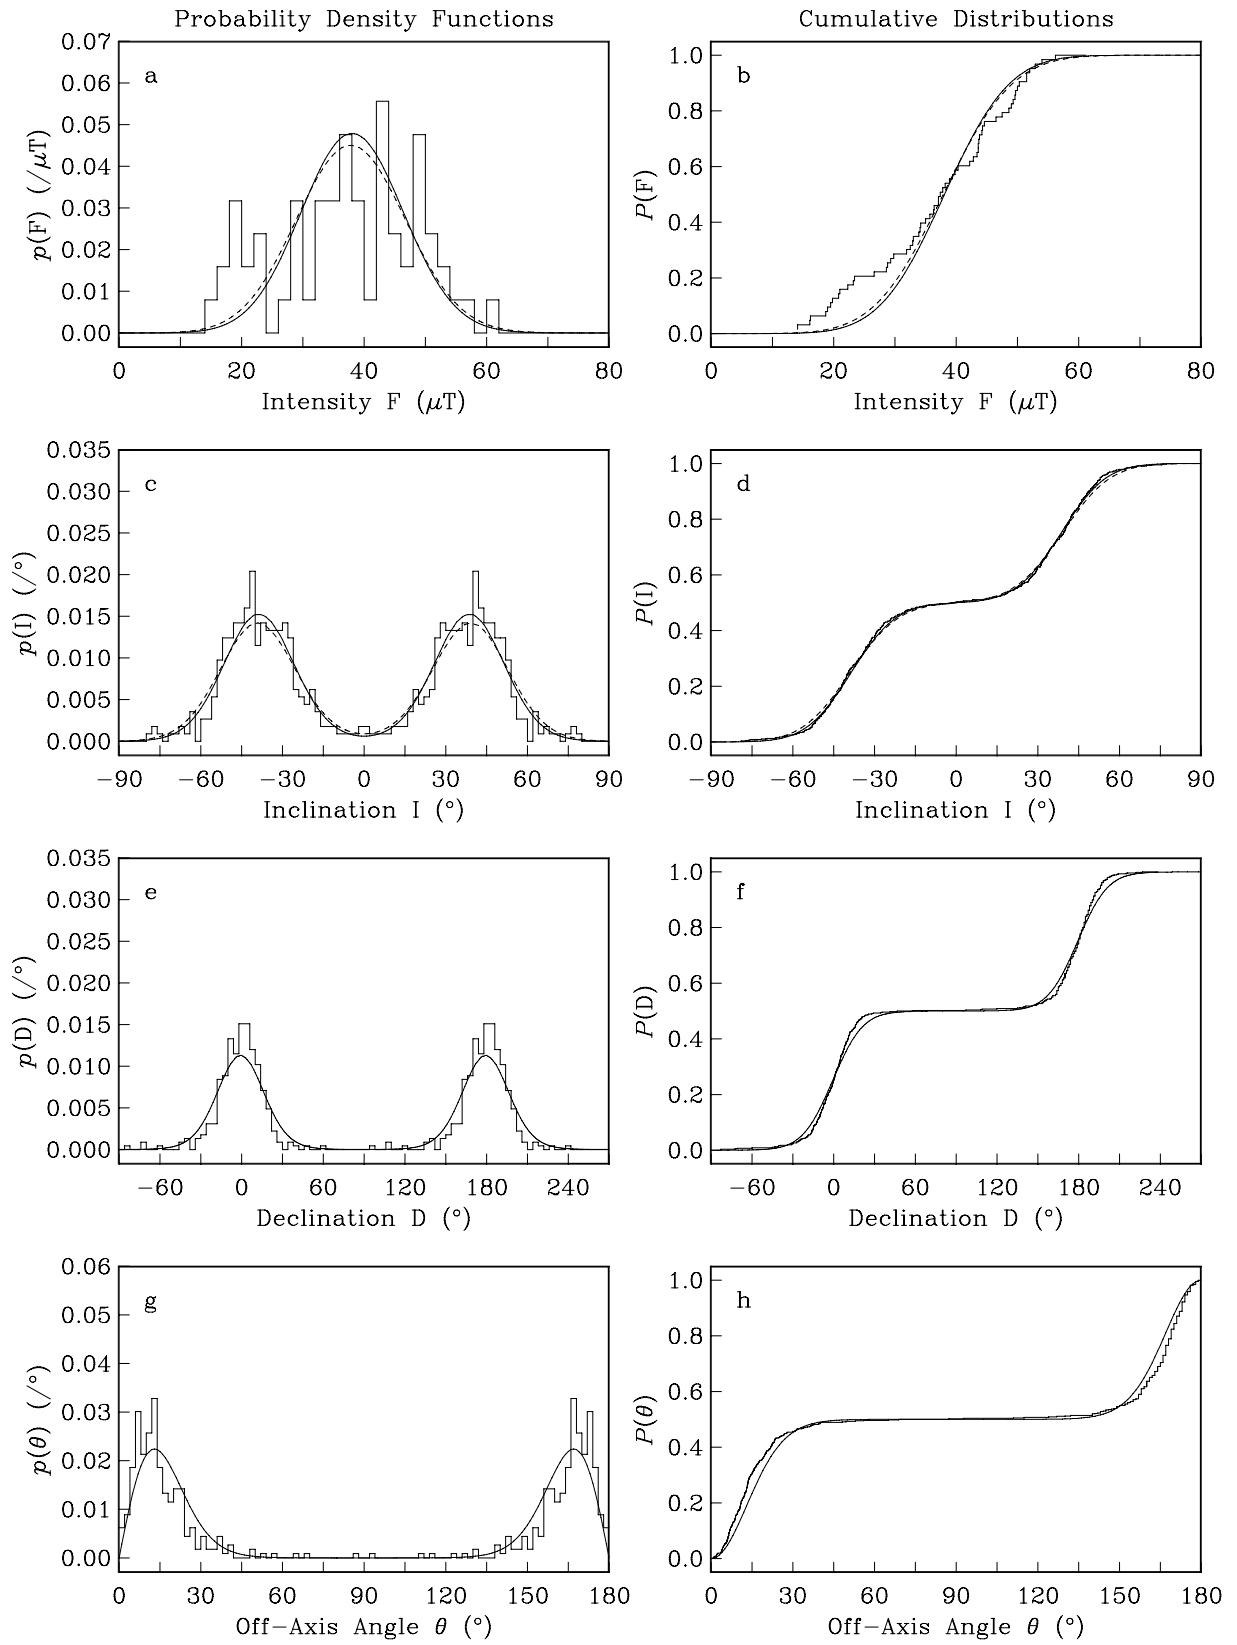 Probability Density Functions
Cumulative Distributions
a
0.07
0.06
0.05
0.04
0.03
0.02
0.01
0.00
p(F) (/μT)
0 20 40 60 80
Intensity F (μT)
b
1.0
0.8
0.6
0.4
0.2
0.0
P(F)
0 20 40 60 80
Intensity F (μT)
c
0.035
0.030
0.025
0.020
0.015
0.010
0.005
0.000
p(I) (/°)
−90 −60 −30 0 30 60 90
Inclination I (°)
d
1.0
0.8
0.6
0.4
0.2
0.0
P(I)
−90 −60 −30 0 30 60 90
Inclination I (°)
e
0.035
0.030
0.025
0.020
0.015
0.010
0.005
0.000
p(D) (/°)
−60 0 60 120 180 240
Declination D (°)
f
1.0
0.8
0.6
0.4
0.2
0.0
P(D)
−60 0 60 120 180 240
Declination D (°)
g
0.06
0.05
0.04
0.03
0.02
0.01
0.00
p(θ) (/°)
0 30 60 90 120 150 180
Off−Axis Angle θ (°)
h
1.0
0.8
0.6
0.4
0.2
0.0
P(θ)
0 30 60 90 120 150 180
Off−Axis Angle θ (°)